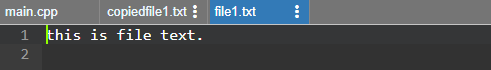 main.cpp copiedfile1.txt file1.txt
1 this is file text.
2